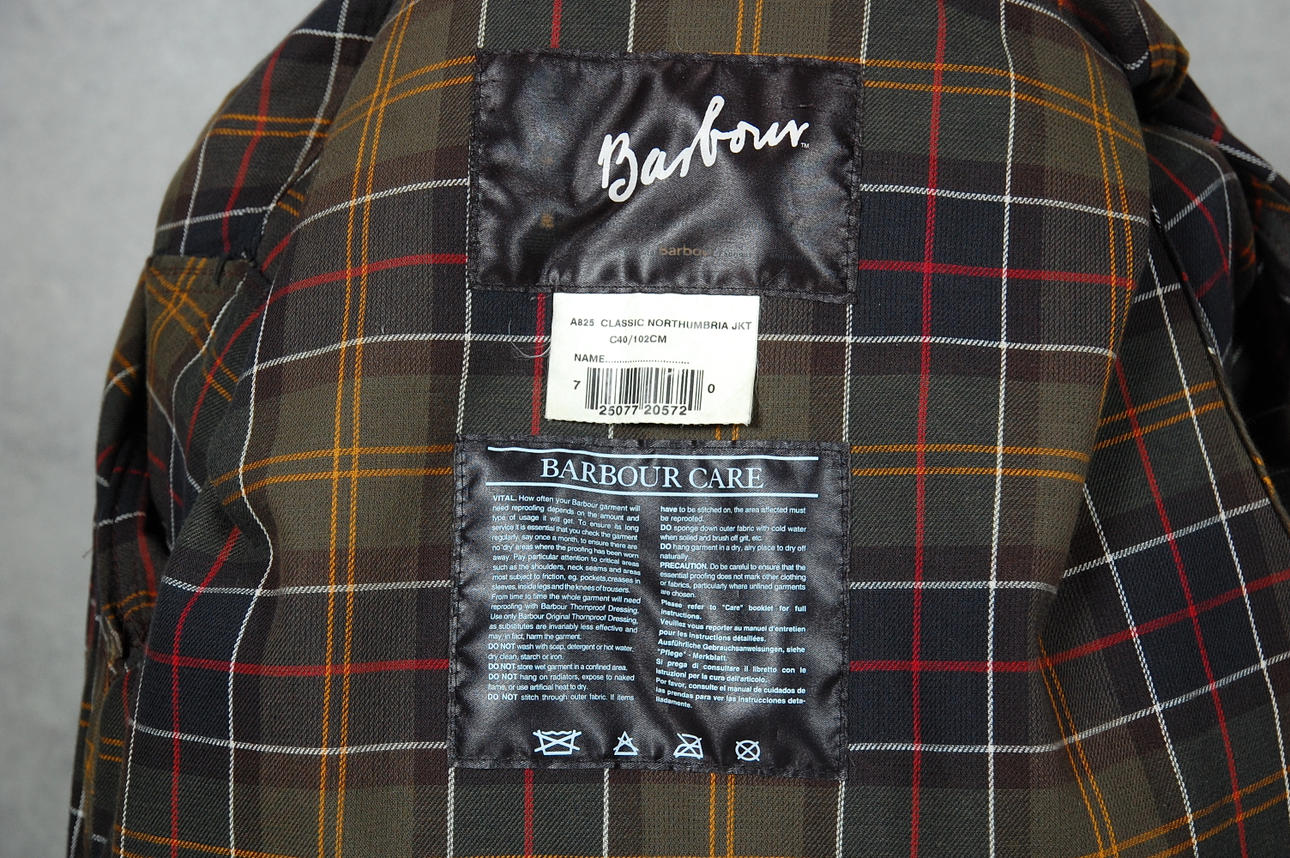 Barbour™
A825 CLASSIC NORTHUMBRIA JKT
C40/102CM
NAME..............................
7 25077 20572 0
BARBOUR CARE
VITAL. How often your Barbour garment will
need reproofing depends on the amount and
type of usage it will get. To ensure its long
service it is essential that you check the garment
regularly, say once a month, to ensure there are
no 'dry' areas where the proofing has been worn
away. Pay particular attention to critical areas
such as the shoulders, neck seams and areas
most subject to friction, eg. pockets, creases in
sleeves, inside legs and the knees of trousers.
From time to time the whole garment will need
reproofing with Barbour Thornproof Dressing.
Use only Barbour Original Thornproof Dressing,
as substitutes are invariably less effective and
may, in fact, harm the garment.
DO NOT wash with soap, detergent or hot water,
dry clean, starch or iron.
DO NOT store wet garment in a confined area.
DO NOT hang on radiators, expose to naked
flame, or use artificial heat to dry.
DO NOT stitch through outer fabric. If items
have to be stitched on, the area affected must
be reproofed.
DO sponge down outer fabric with cold water
when soiled and brush off grit, etc.
DO hang garment in a dry, airy place to dry off
naturally.
PRECAUTION. Do be careful to ensure that the
essential proofing does not mark other clothing
or fabrics, particularly where unlined garments
are chosen.
Please refer to "Care" booklet for full
instructions.
Veuillez vous reporter au manuel d'entretien
pour les instructions détaillées.
Ausführliche Gebrauchsanweisungen, siehe
"Pflege" - Merkblatt.
Si prega di consultare il libretto con le
istruzioni per la cura dell'articolo.
Por favor, consulte el manual de cuidados de
las prendas para ver las instrucciones deta-
lladamente.